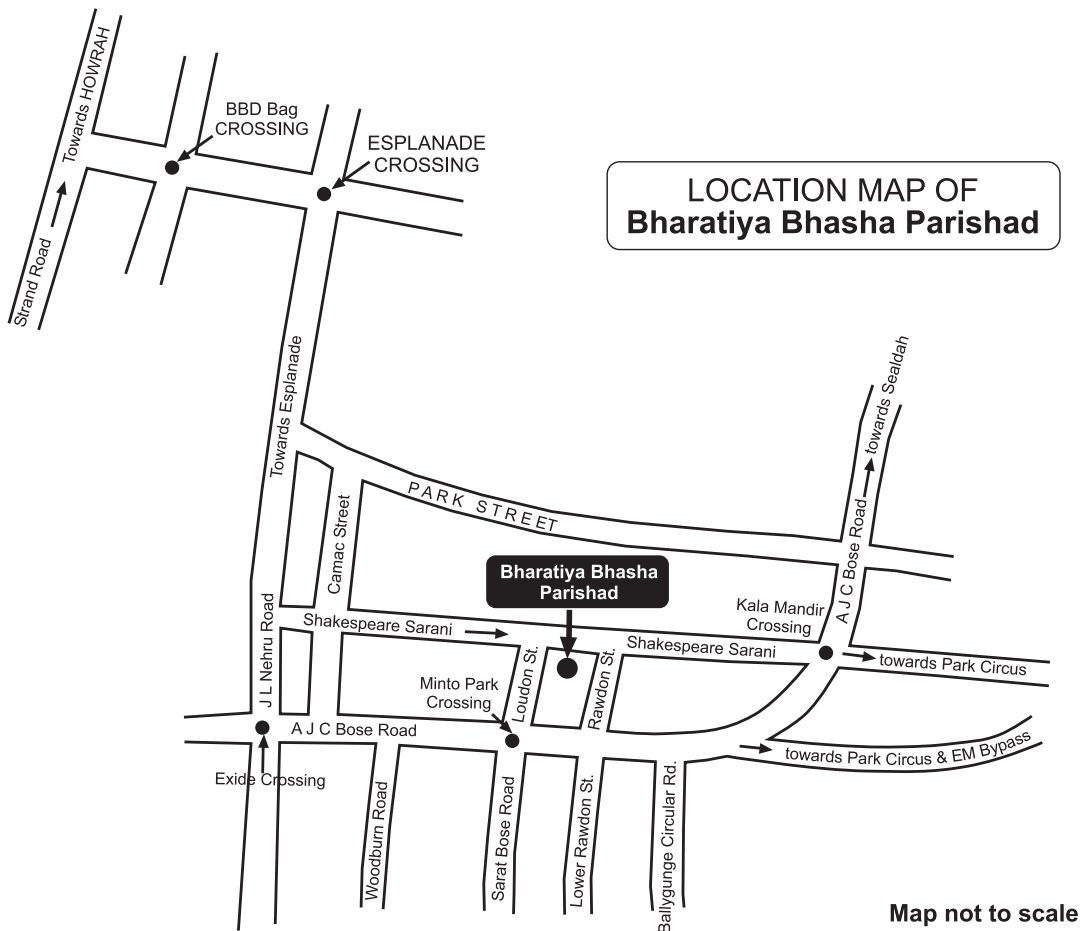 Towards HOWRAH
BBD Bag
CROSSING
ESPLANADE
CROSSING
LOCATION MAP OF
Bharatiya Bhasha Parishad
Strand Road
Towards Esplanade
towards Sealdah
PARK STREET
Camac Street
A J C Bose Road
Bharatiya Bhasha
Parishad
Kala Mandir
Crossing
J L Nehru Road
Shakespeare Sarani
Shakespeare Sarani
towards Park Circus
Loudon St.
Rawdon St.
Minto Park
Crossing
A J C Bose Road
towards Park Circus & EM Bypass
Exide Crossing
Woodburn Road
Sarat Bose Road
Lower Rawdon St.
Ballygunge Circular Rd.
Map not to scale